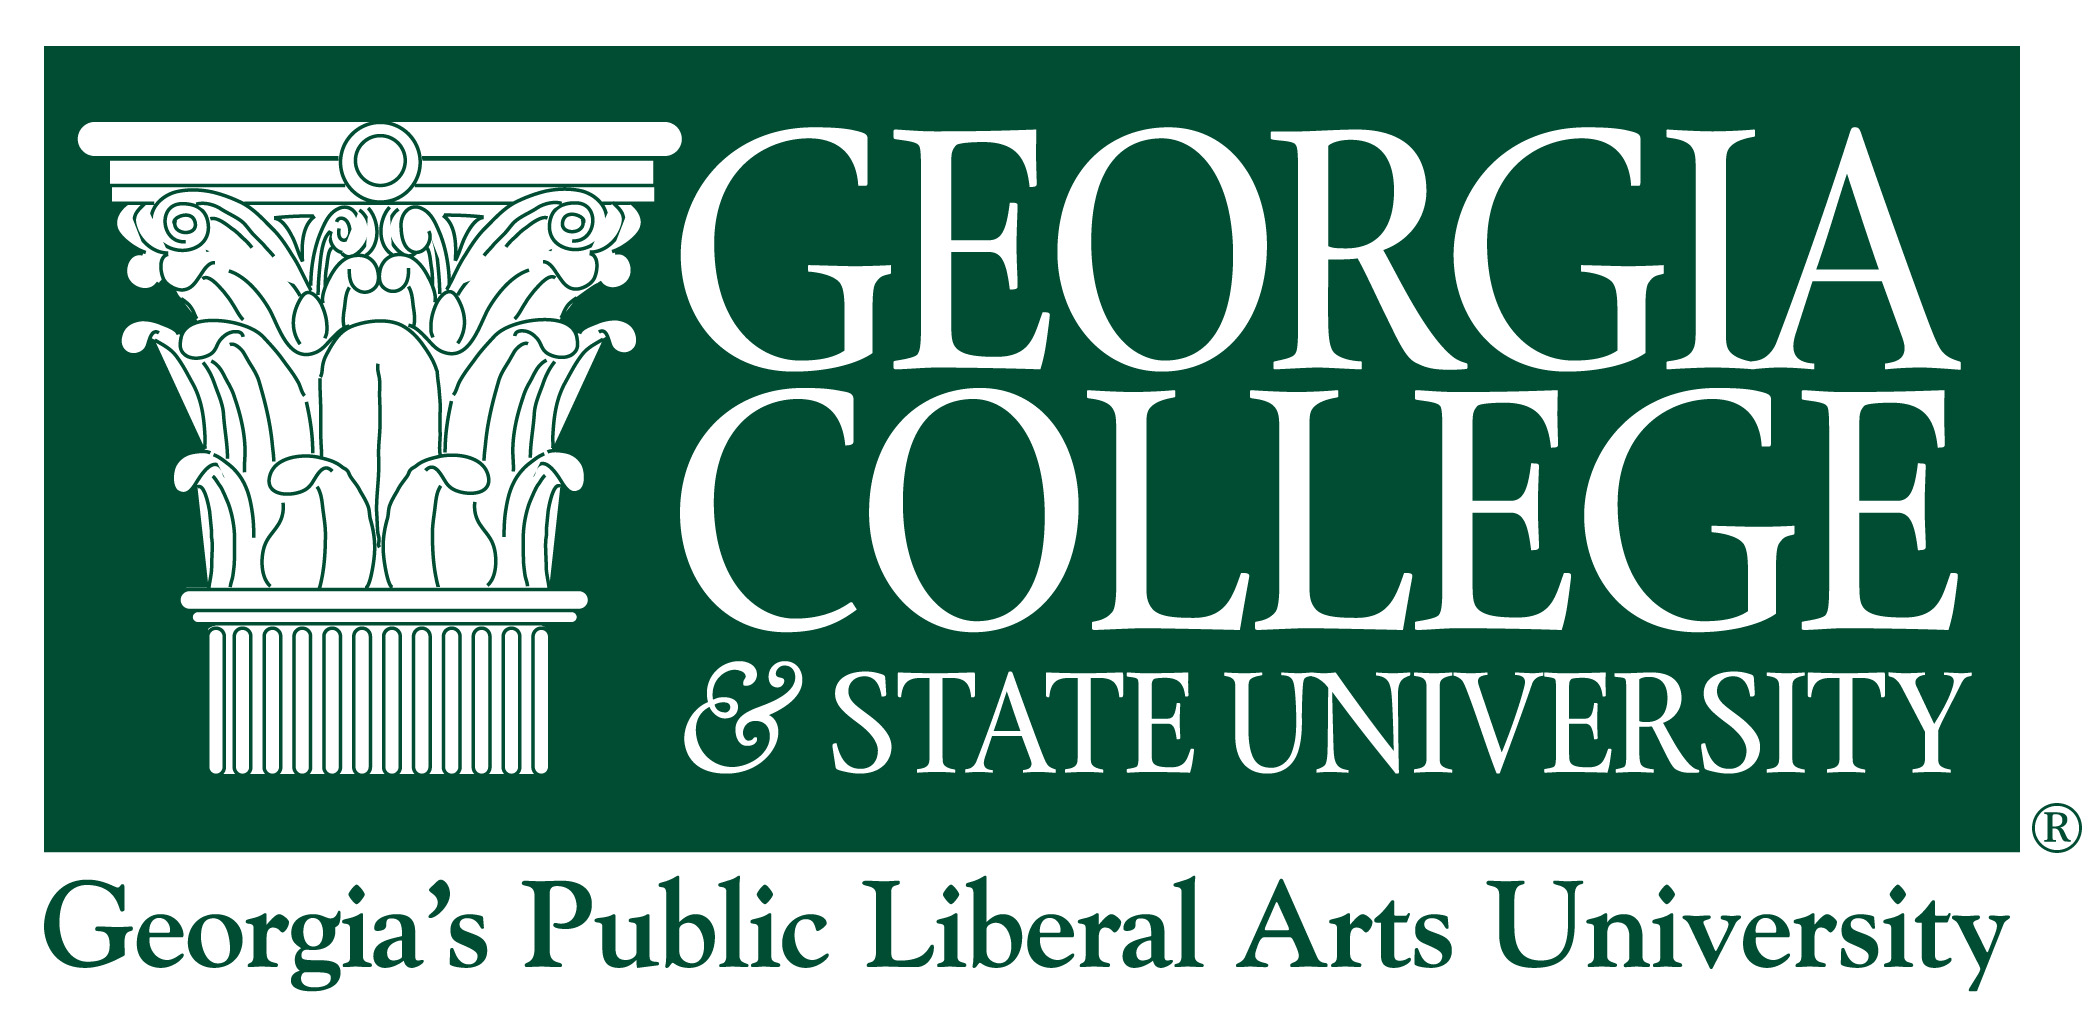 GEORGIA
COLLEGE
& STATE UNIVERSITY
®
Georgia’s Public Liberal Arts University